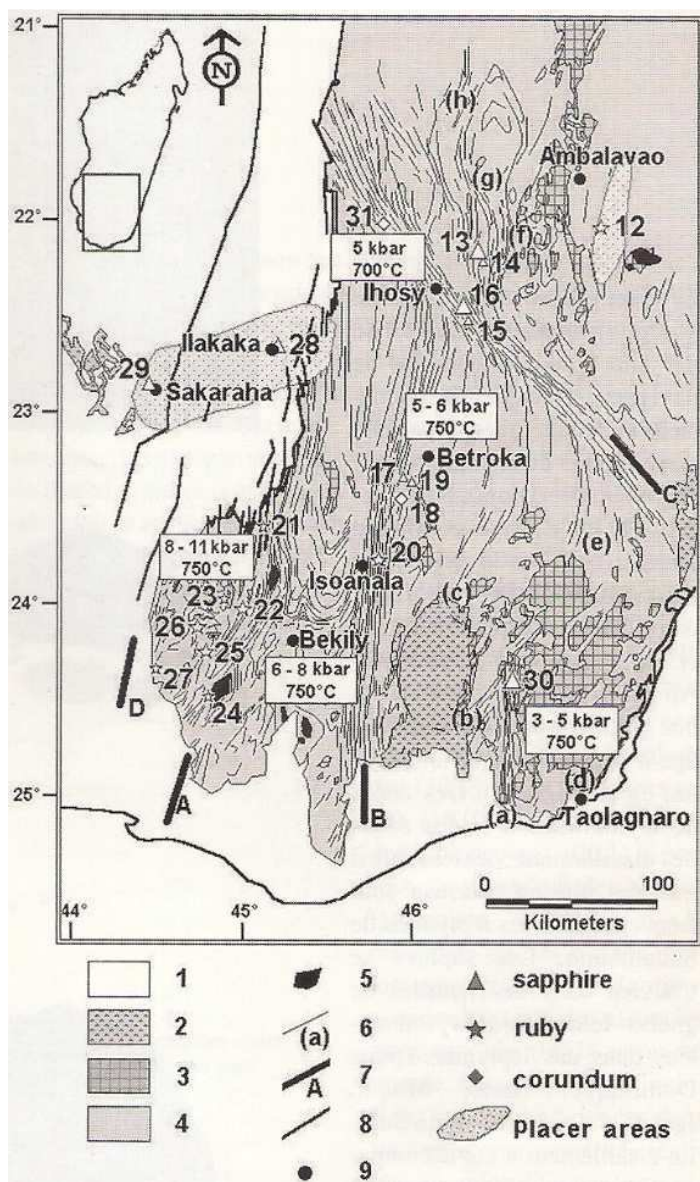 21°
N
(h)
Ambalavao
(g)
22°
31
13
(f)
12
5 kbar
700°C
14
Ihosy
16
15
Ilakaka
28
29
Sakaraha
23°
5 - 6 kbar
750°C
Betroka
17
19
C
18
21
8 - 11 kbar
750°C
20
(e)
Isoanala
24°
23
22
(c)
26
Bekily
25
30
27
6 - 8 kbar
750°C
D
24
(b)
3 - 5 kbar
750°C
25°
A
B
(a)
(d)
Taolagnaro
0
100
Kilometers
44
45
46
1
5
sapphire
2
(a)
6
ruby
3
A
7
corundum
4
8
Placer areas
9